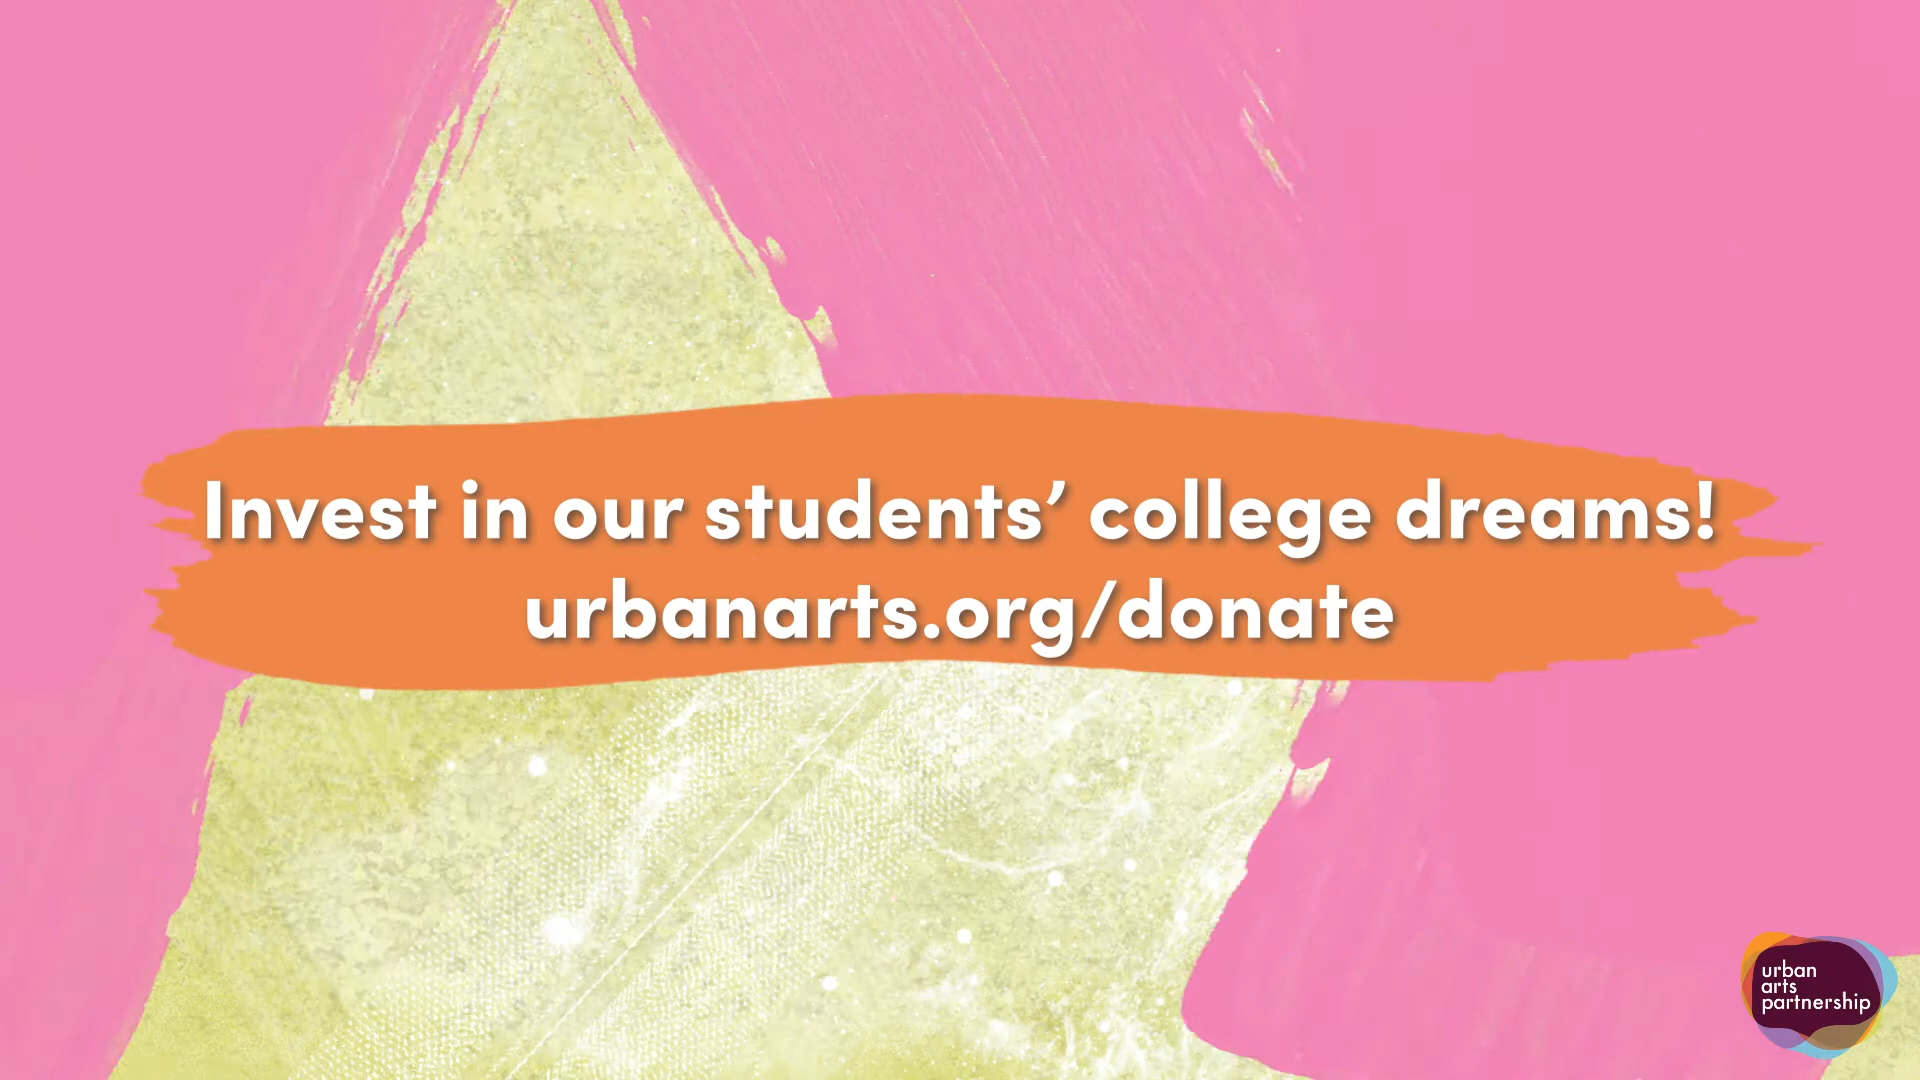 Invest in our students’ college dreams!
urbanarts.org/donate
urban
arts
partnership